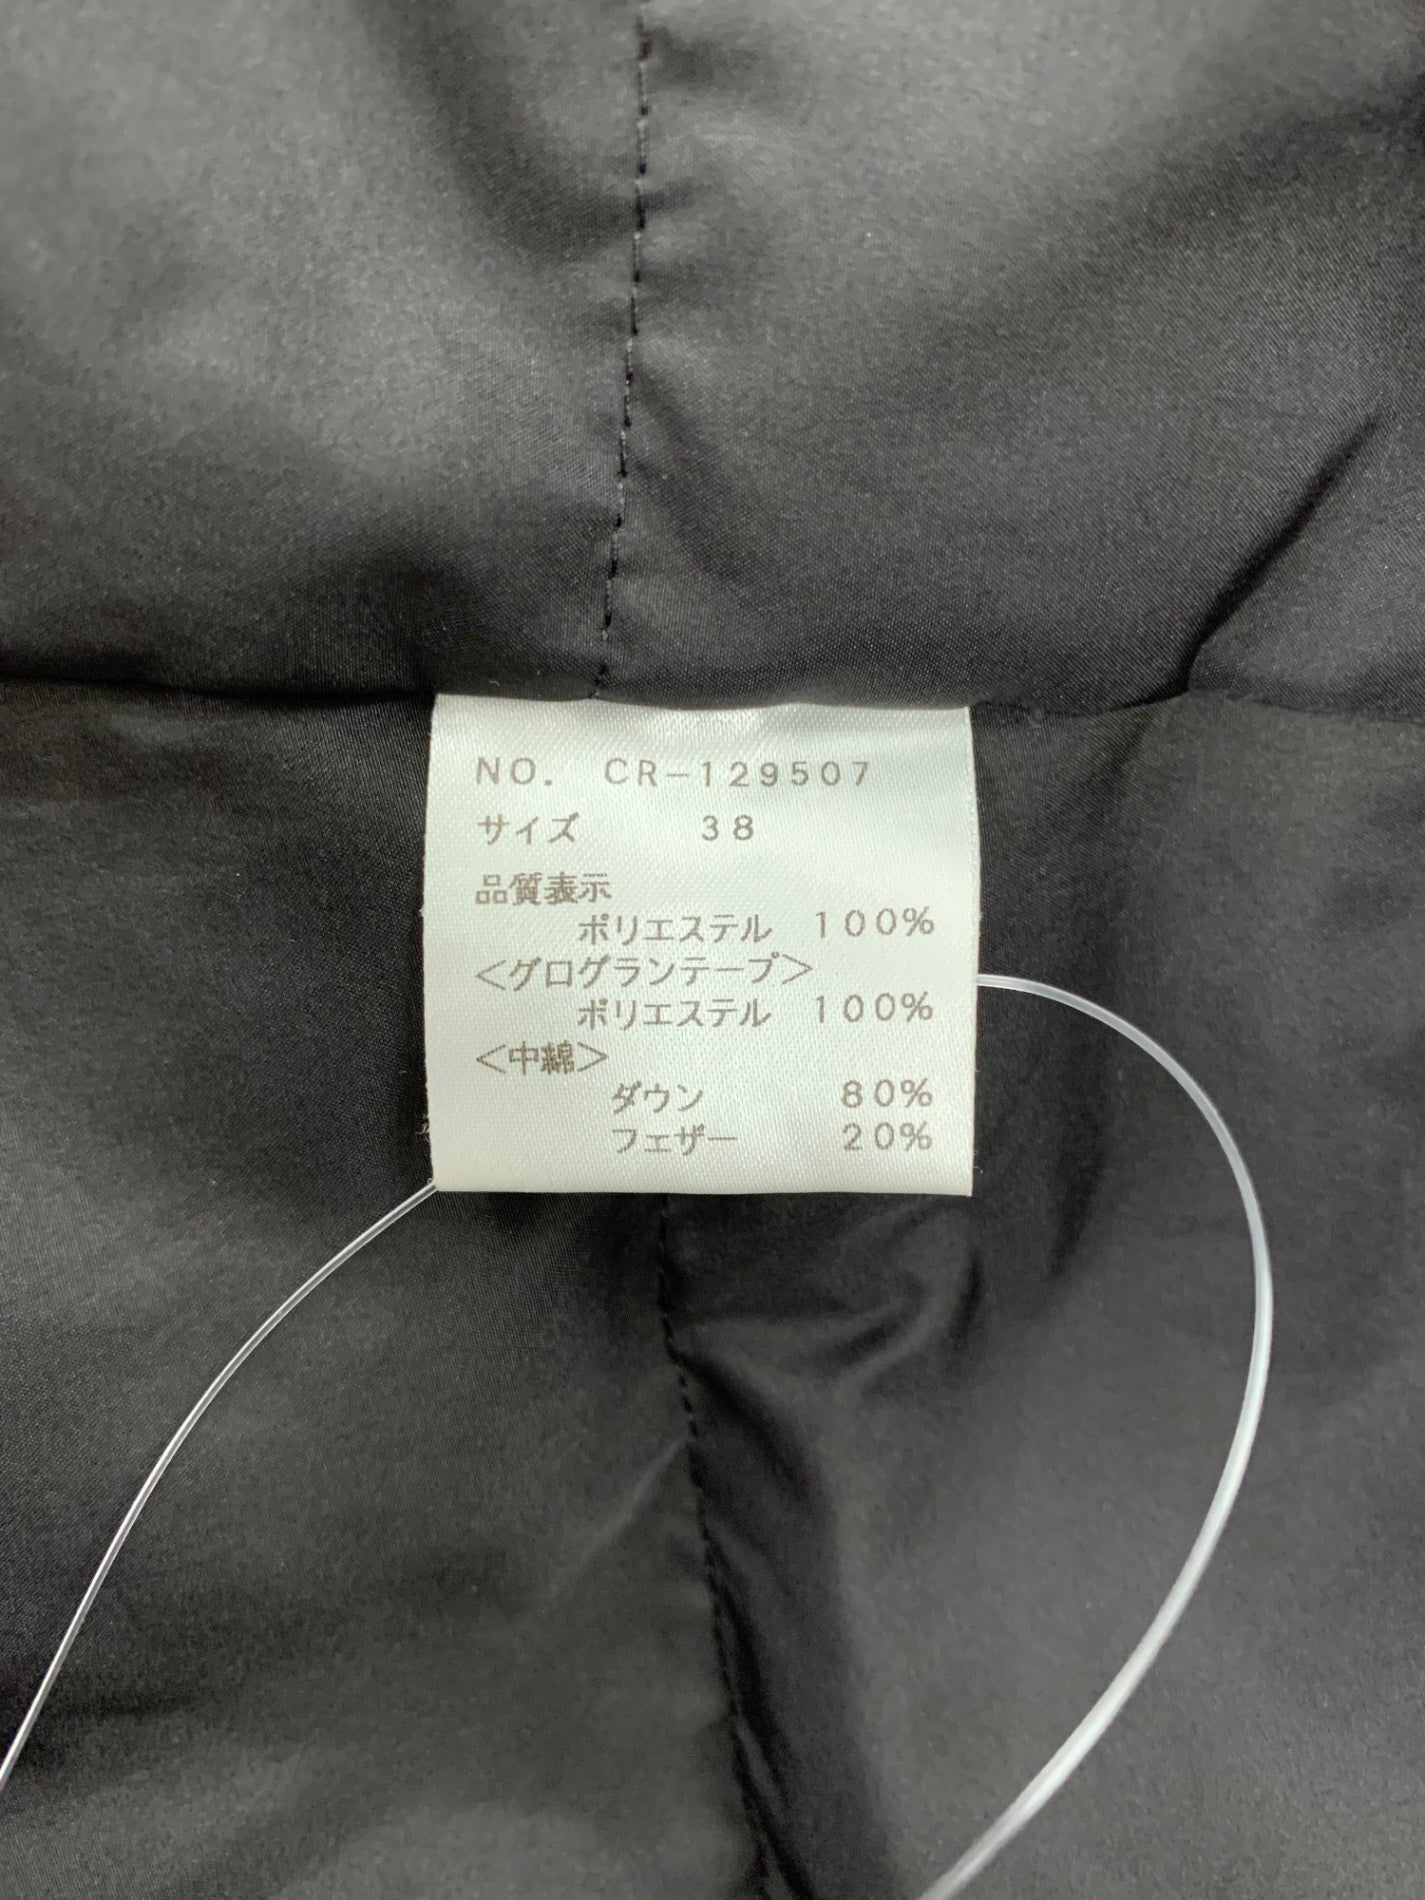 NO. CR-129507
サイズ 38
品質表示
ポリエステル 100%
<グログランテープ>
ポリエステル 100%
<中綿>
ダウン 80%
フェザー 20%